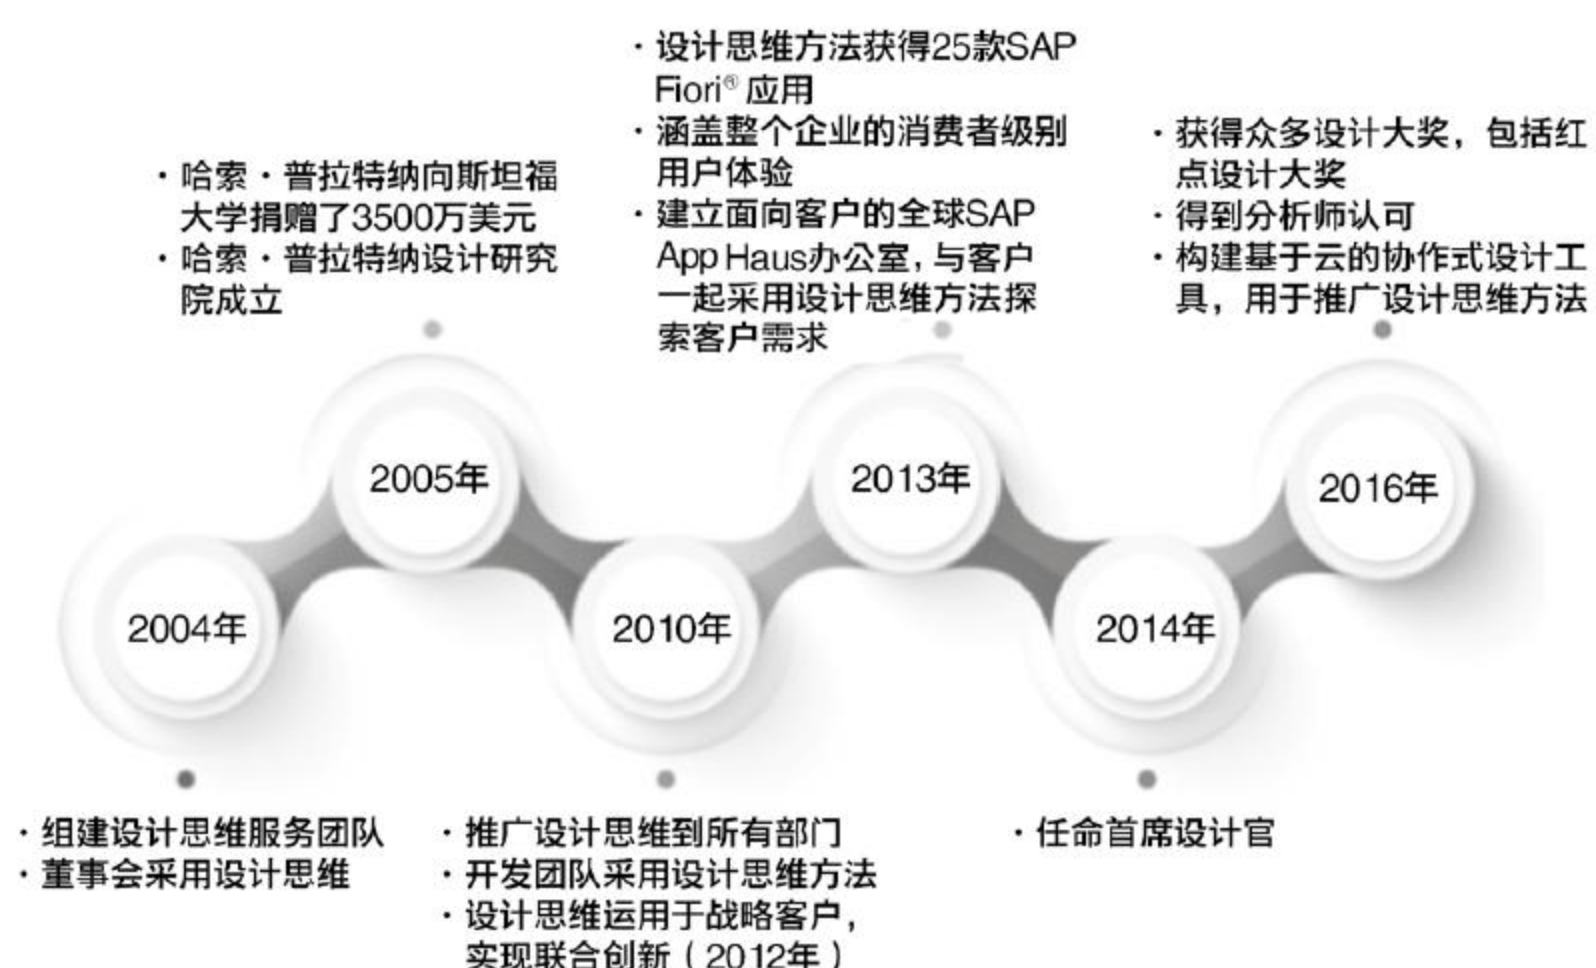 · 设计思维方法获得25款SAP
Fiori® 应用
· 涵盖整个企业的消费者级别
用户体验
· 建立面向客户的全球SAP
App Haus办公室, 与客户
一起采用设计思维方法探
索客户需求
· 获得众多设计大奖，包括红
点设计大奖
· 得到分析师认可
· 构建基于云的协作式设计工
具，用于推广设计思维方法
· 哈索·普拉特纳向斯坦福
大学捐赠了3500万美元
· 哈索·普拉特纳设计研究
院成立
2005年
2013年
2016年
2004年
2010年
2014年
· 组建设计思维服务团队
· 董事会采用设计思维
· 推广设计思维到所有部门
· 开发团队采用设计思维方法
· 设计思维运用于战略客户，
实现联合创新（2012年）
· 任命首席设计官